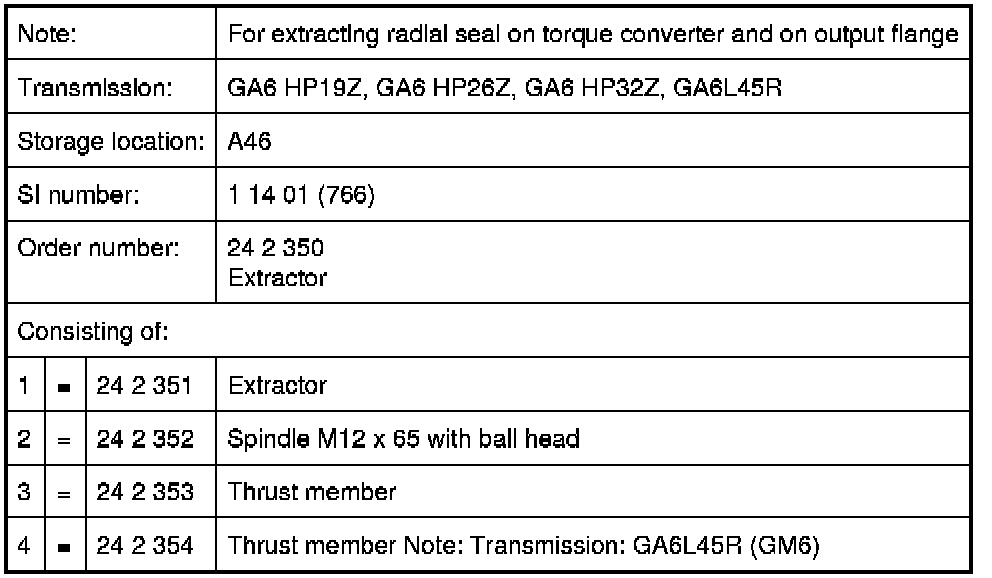 Note: For extracting radial seal on torque converter and on output flange
Transmission: GA6 HP19Z, GA6 HP26Z, GA6 HP32Z, GA6L45R
Storage location: A46
SI number: 1 14 01 (766)
Order number: 24 2 350
Extractor
Consisting of:
1 = 24 2 351 Extractor
2 = 24 2 352 Spindle M12 x 65 with ball head
3 = 24 2 353 Thrust member
4 = 24 2 354 Thrust member Note: Transmission: GA6L45R (GM6)